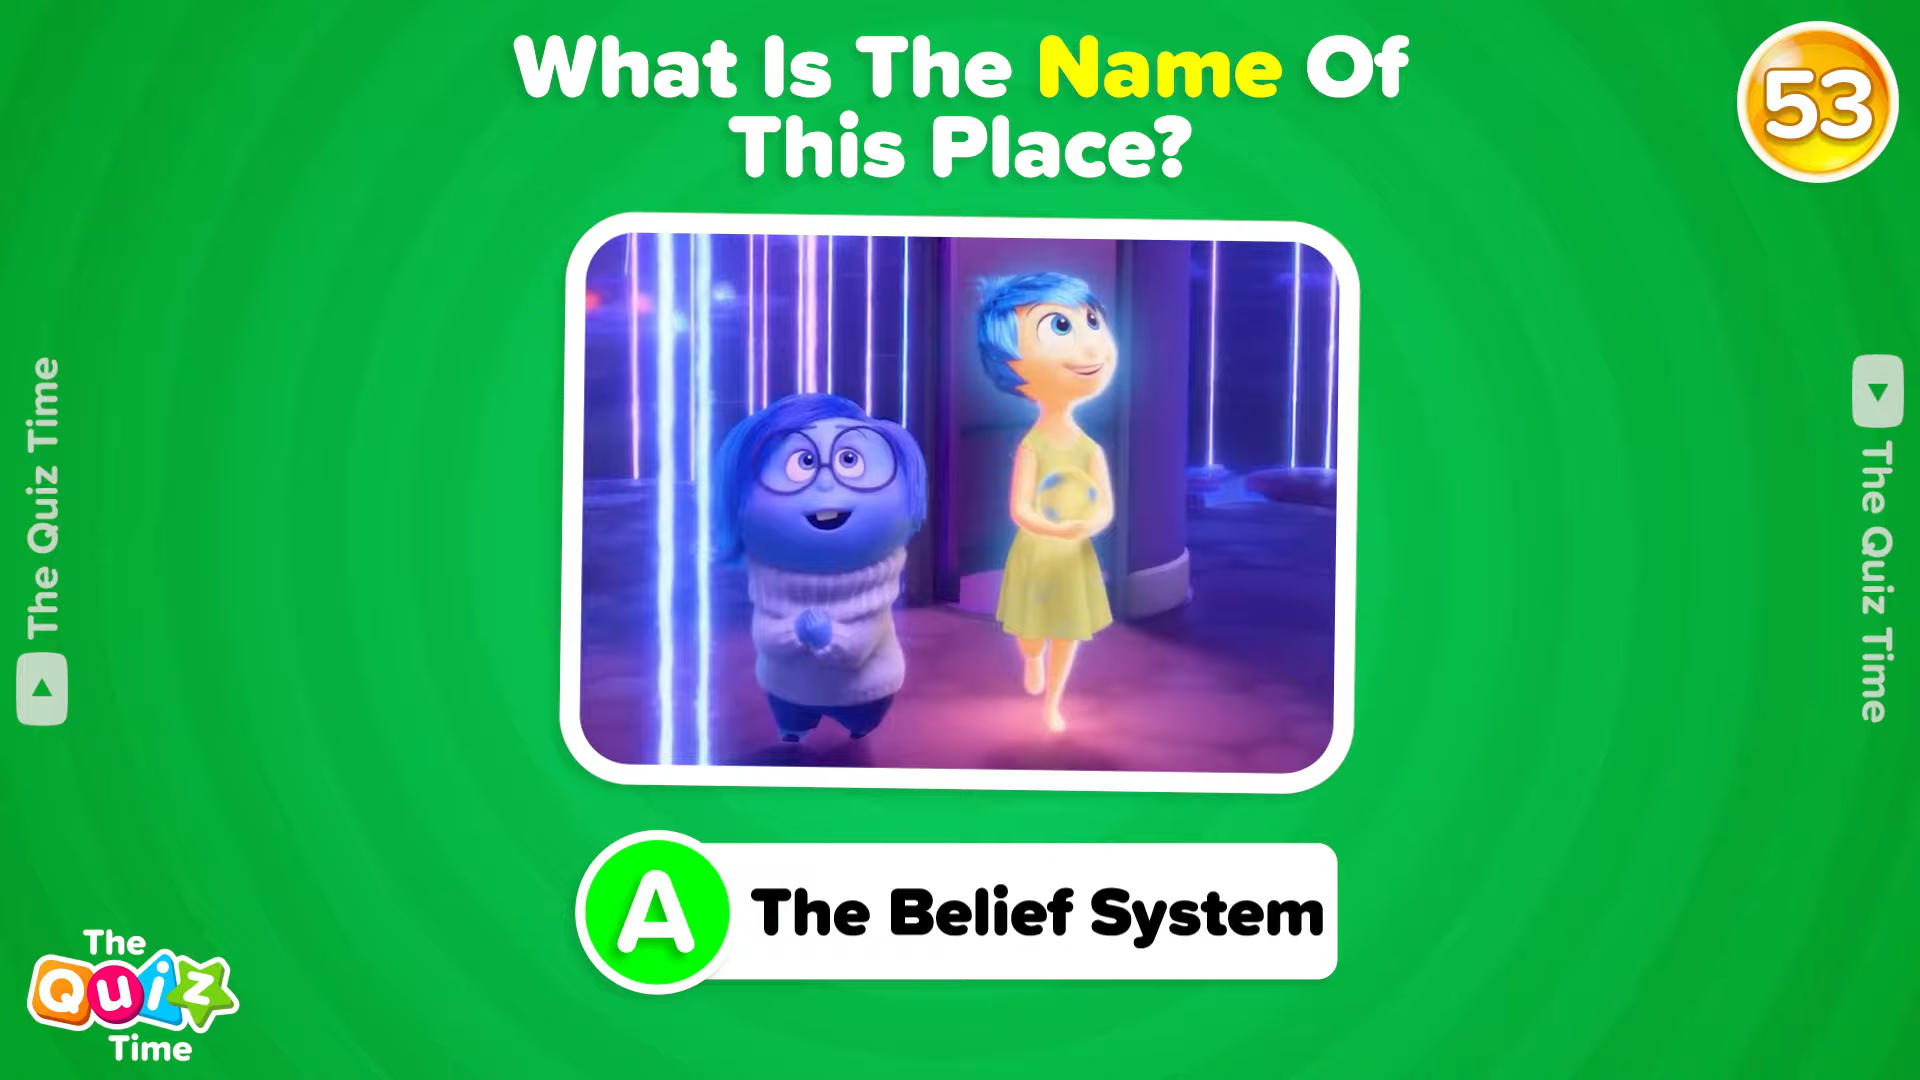 What Is The Name Of
This Place?
53
The Quiz Time
The Quiz Time
A
The Belief System
The
Quiz
Time